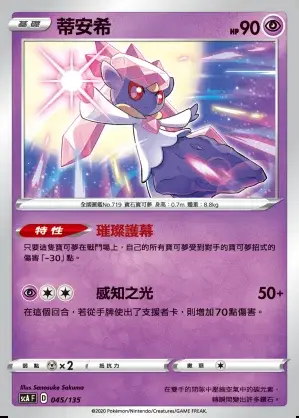 基礎 蒂安希 HP90
全國圖鑑No.719 寶石寶可夢 身高：0.7m 體重：8.8kg
特性 璀璨護幕
只要這隻寶可夢在戰鬥場上，自己的所有寶可夢受到對手的寶可夢招式的
傷害「-30」點。
感知之光 50+
在這個回合，若從手牌使出了支援者卡，則增加70點傷害。
弱點 ×2 抵抗力 撤退
Illus. Sanosuke Sakuma
scA F D 045/135
在雙手的間隙中壓縮空氣中的碳元素，
轉瞬間變出許多鑽石。
©2020 Pokémon/Nintendo/Creatures/GAME FREAK.